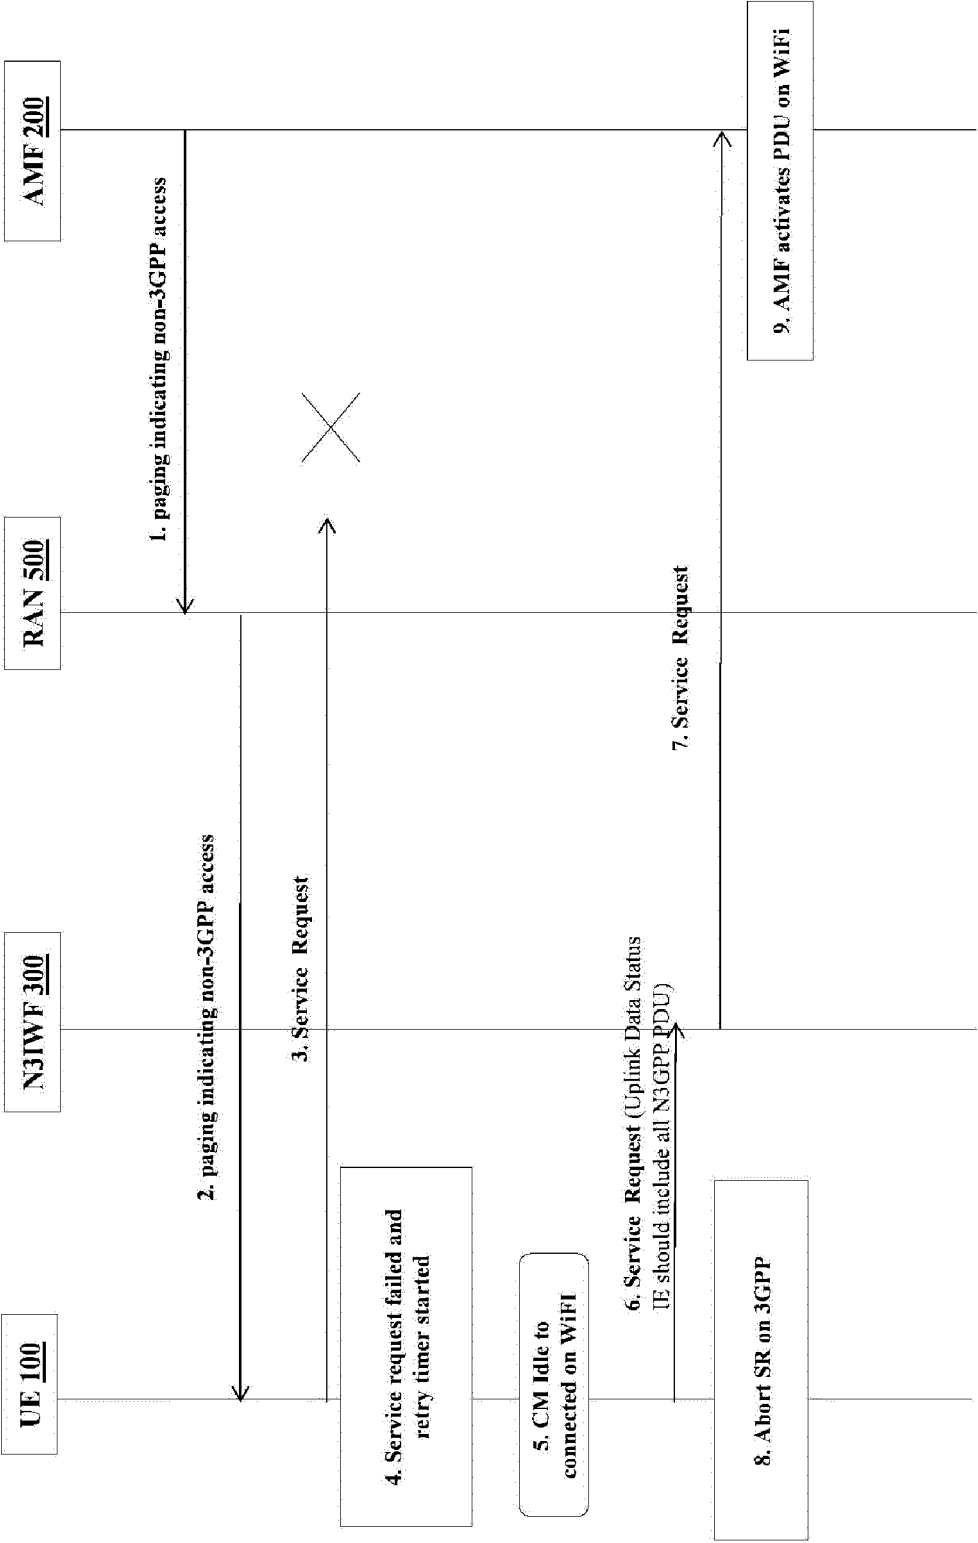 UE 100
N3IWF 300
RAN 500
AMF 200
1. paging indicating non-3GPP access
2. paging indicating non-3GPP access
3. Service Request
4. Service request failed and
retry timer started
5. CM Idle to
connected on WiFI
6. Service Request (Uplink Data Status
IE should include all N3GPP PDU)
7. Service Request
8. Abort SR on 3GPP
9. AMF activates PDU on WiFi